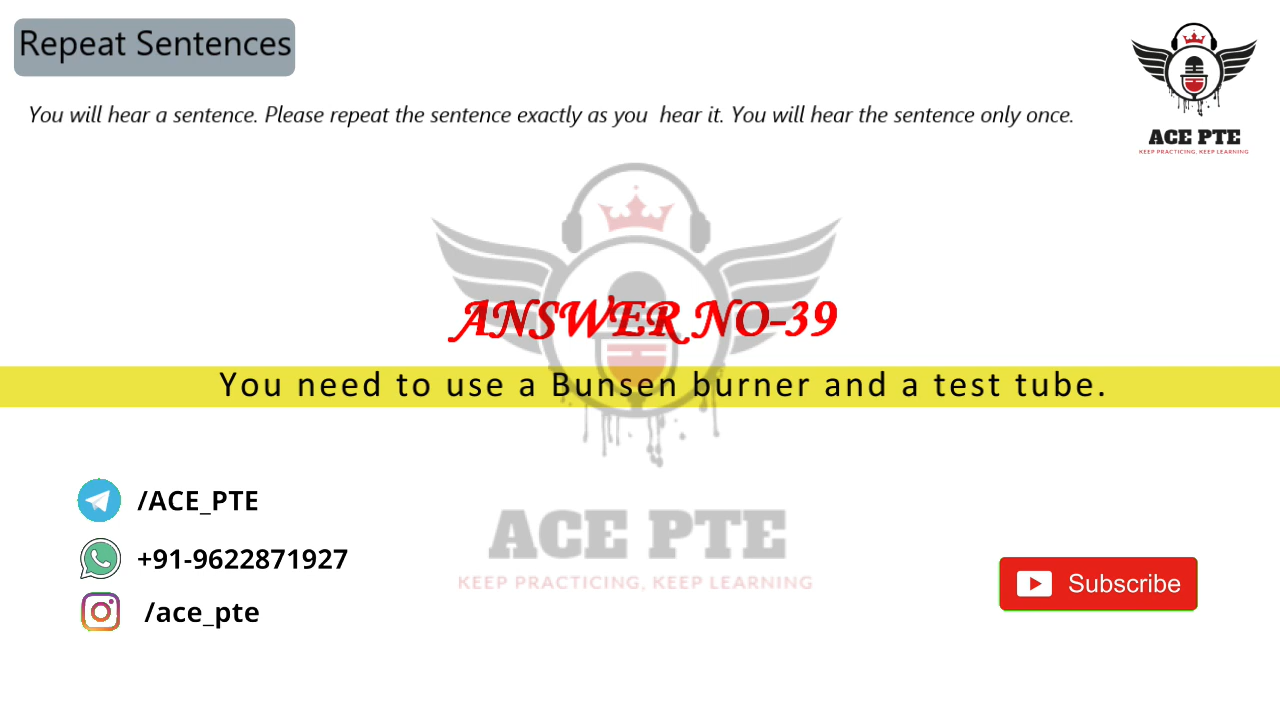 Repeat Sentences
You will hear a sentence. Please repeat the sentence exactly as you hear it. You will hear the sentence only once.
ACE PTE
KEEP PRACTICING, KEEP LEARNING
ANSWER NO-39
You need to use a Bunsen burner and a test tube.
/ACE_PTE
ACE PTE
+91-9622871927
KEEP PRACTICING, KEEP LEARNING
Subscribe
/ace_pte